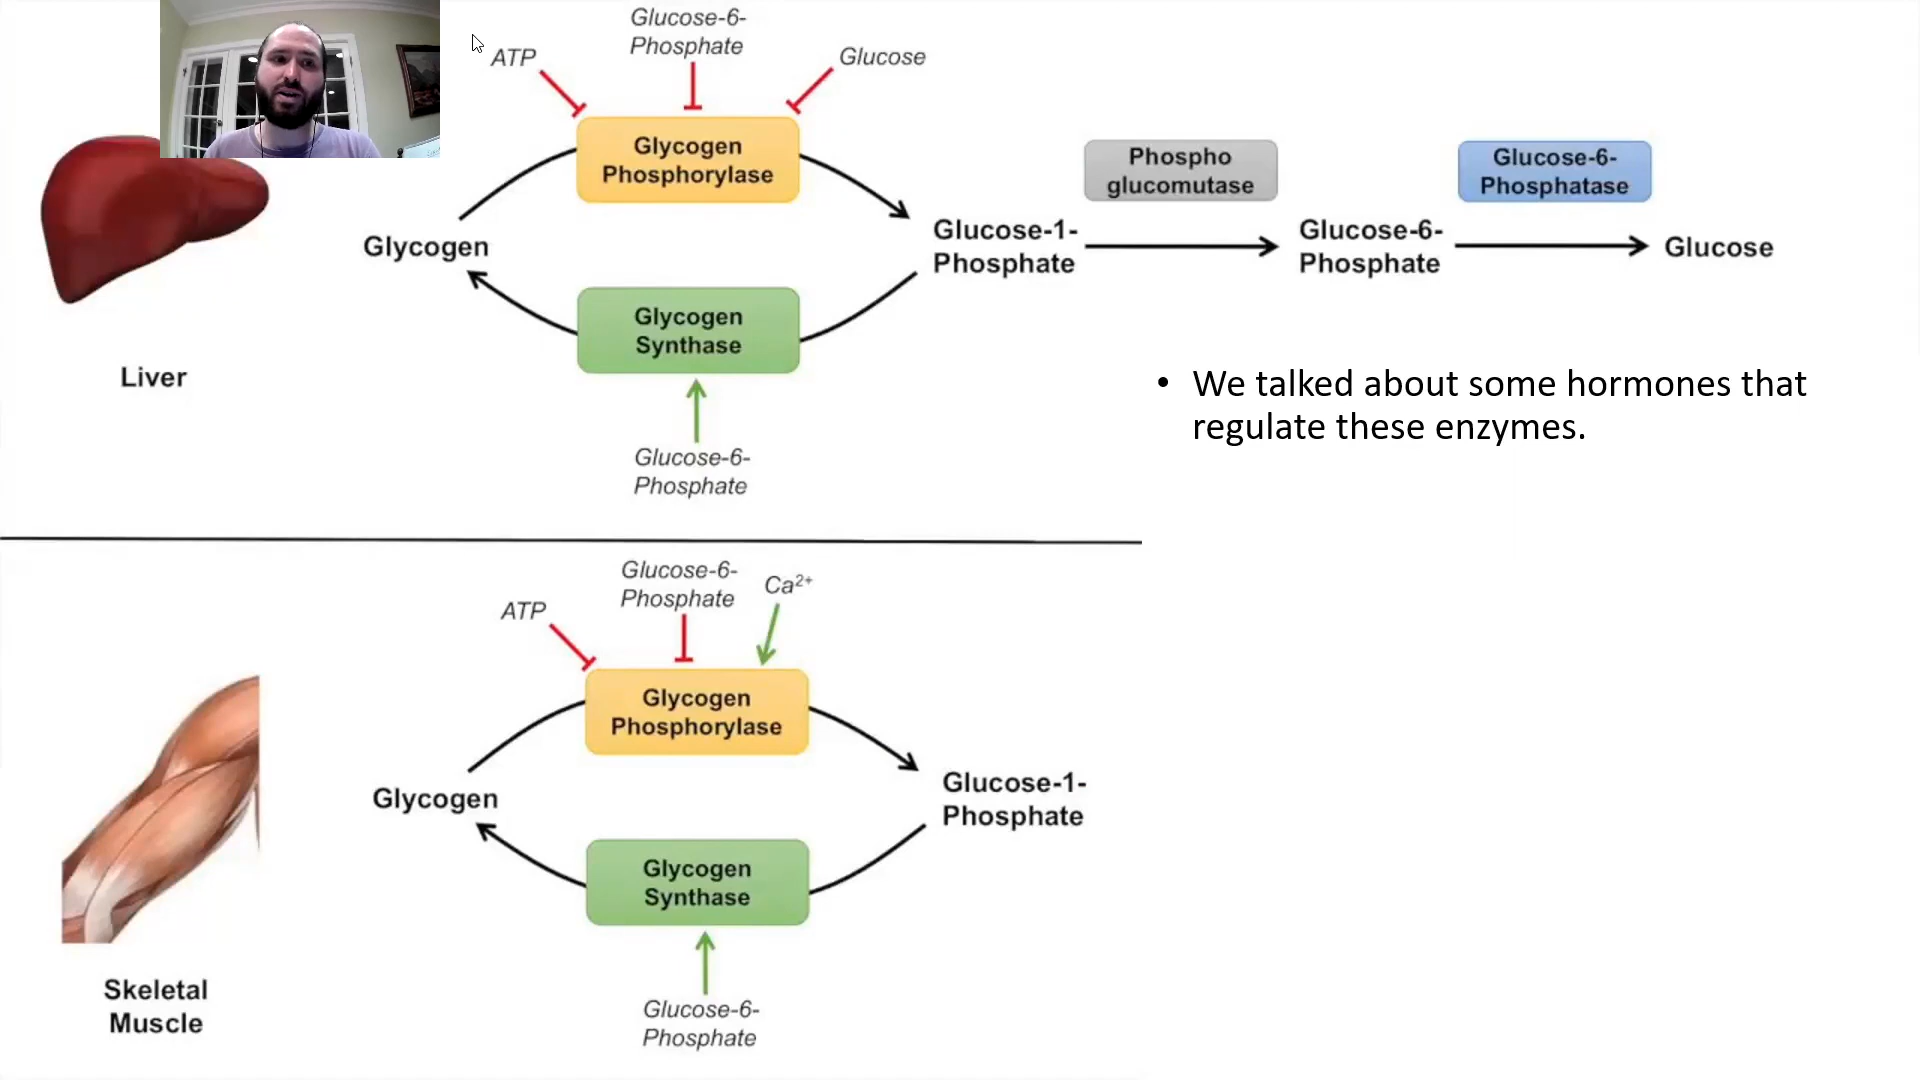 Glucose-6-
Phosphate
ATP
Glucose
Glycogen
Phosphorylase
Phospho
glucomutase
Glucose-6-
Phosphatase
Glycogen
Glucose-1-
Phosphate
Glucose-6-
Phosphate
Glucose
Glycogen
Synthase
Liver
• We talked about some hormones that
regulate these enzymes.
Glucose-6-
Phosphate
Glucose-6-
Phosphate
Ca²⁺
ATP
Glycogen
Phosphorylase
Glycogen
Glucose-1-
Phosphate
Glycogen
Synthase
Skeletal
Muscle
Glucose-6-
Phosphate